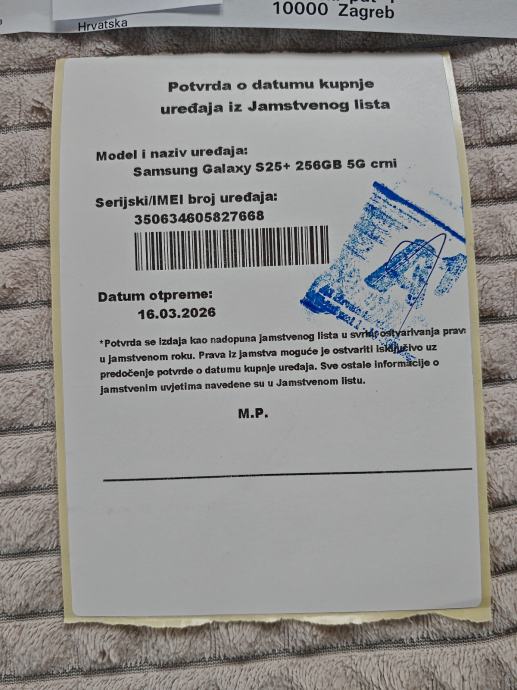 Hrvatska
10000 Zagreb
Potvrda o datumu kupnje
uređaja iz Jamstvenog lista
Model i naziv uređaja:
Samsung Galaxy S25+ 256GB 5G crni
Serijski/IMEI broj uređaja:
350634605827668
Datum otpreme:
16.03.2026
*Potvrda se izdaja kao nadopuna jamstvenog lista u svrhu ostvarivanja prava
u jamstvenom roku. Prava iz jamstva moguće je ostvariti isključivo uz
predočenje potvrde o datumu kupnje uređaja. Sve ostale informacije o
jamstvenim uvjetima navedene su u Jamstvenom listu.
M.P.